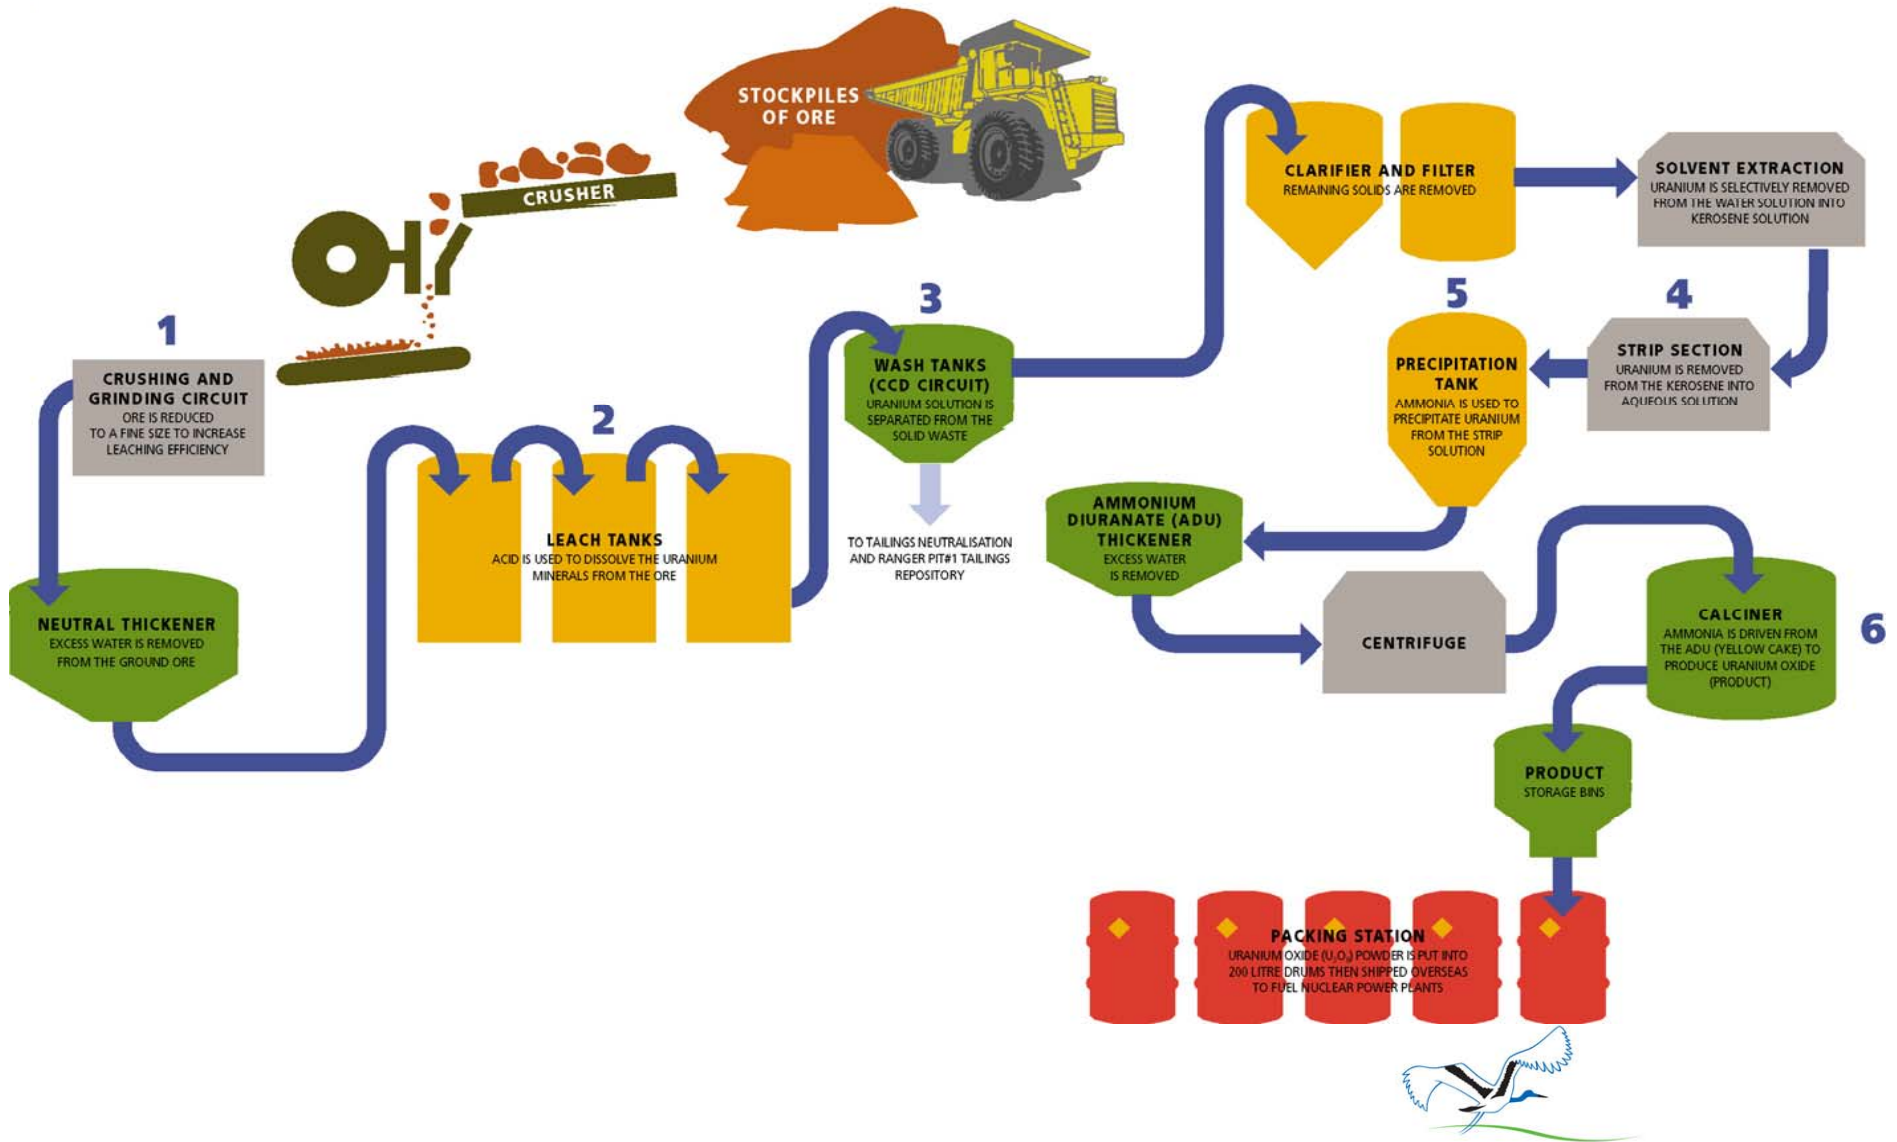 STOCKPILES
OF ORE
CRUSHER
1
CRUSHING AND
GRINDING CIRCUIT
ORE IS REDUCED
TO A FINE SIZE TO INCREASE
LEACHING EFFICIENCY
NEUTRAL THICKENER
EXCESS WATER IS REMOVED
FROM THE GROUND ORE
2
LEACH TANKS
ACID IS USED TO DISSOLVE THE URANIUM
MINERALS FROM THE ORE
3
WASH TANKS
(CCD CIRCUIT)
URANIUM SOLUTION IS
SEPARATED FROM THE
SOLID WASTE
TO TAILINGS NEUTRALISATION
AND RANGER PIT#1 TAILINGS
REPOSITORY
CLARIFIER AND FILTER
REMAINING SOLIDS ARE REMOVED
SOLVENT EXTRACTION
URANIUM IS SELECTIVELY REMOVED
FROM THE WATER SOLUTION INTO
KEROSENE SOLUTION
4
STRIP SECTION
URANIUM IS REMOVED
FROM THE KEROSENE INTO
AQUEOUS SOLUTION
5
PRECIPITATION
TANK
AMMONIA IS USED TO
PRECIPITATE URANIUM
FROM THE STRIP
SOLUTION
AMMONIUM
DIURANATE (ADU)
THICKENER
EXCESS WATER
IS REMOVED
CENTRIFUGE
6
CALCINER
AMMONIA IS DRIVEN FROM
THE ADU (YELLOW CAKE) TO
PRODUCE URANIUM OXIDE
(PRODUCT)
PRODUCT
STORAGE BINS
PACKING STATION
URANIUM OXIDE (U₃O₈) POWDER IS PUT INTO
200 LITRE DRUMS THEN SHIPPED OVERSEAS
TO FUEL NUCLEAR POWER PLANTS